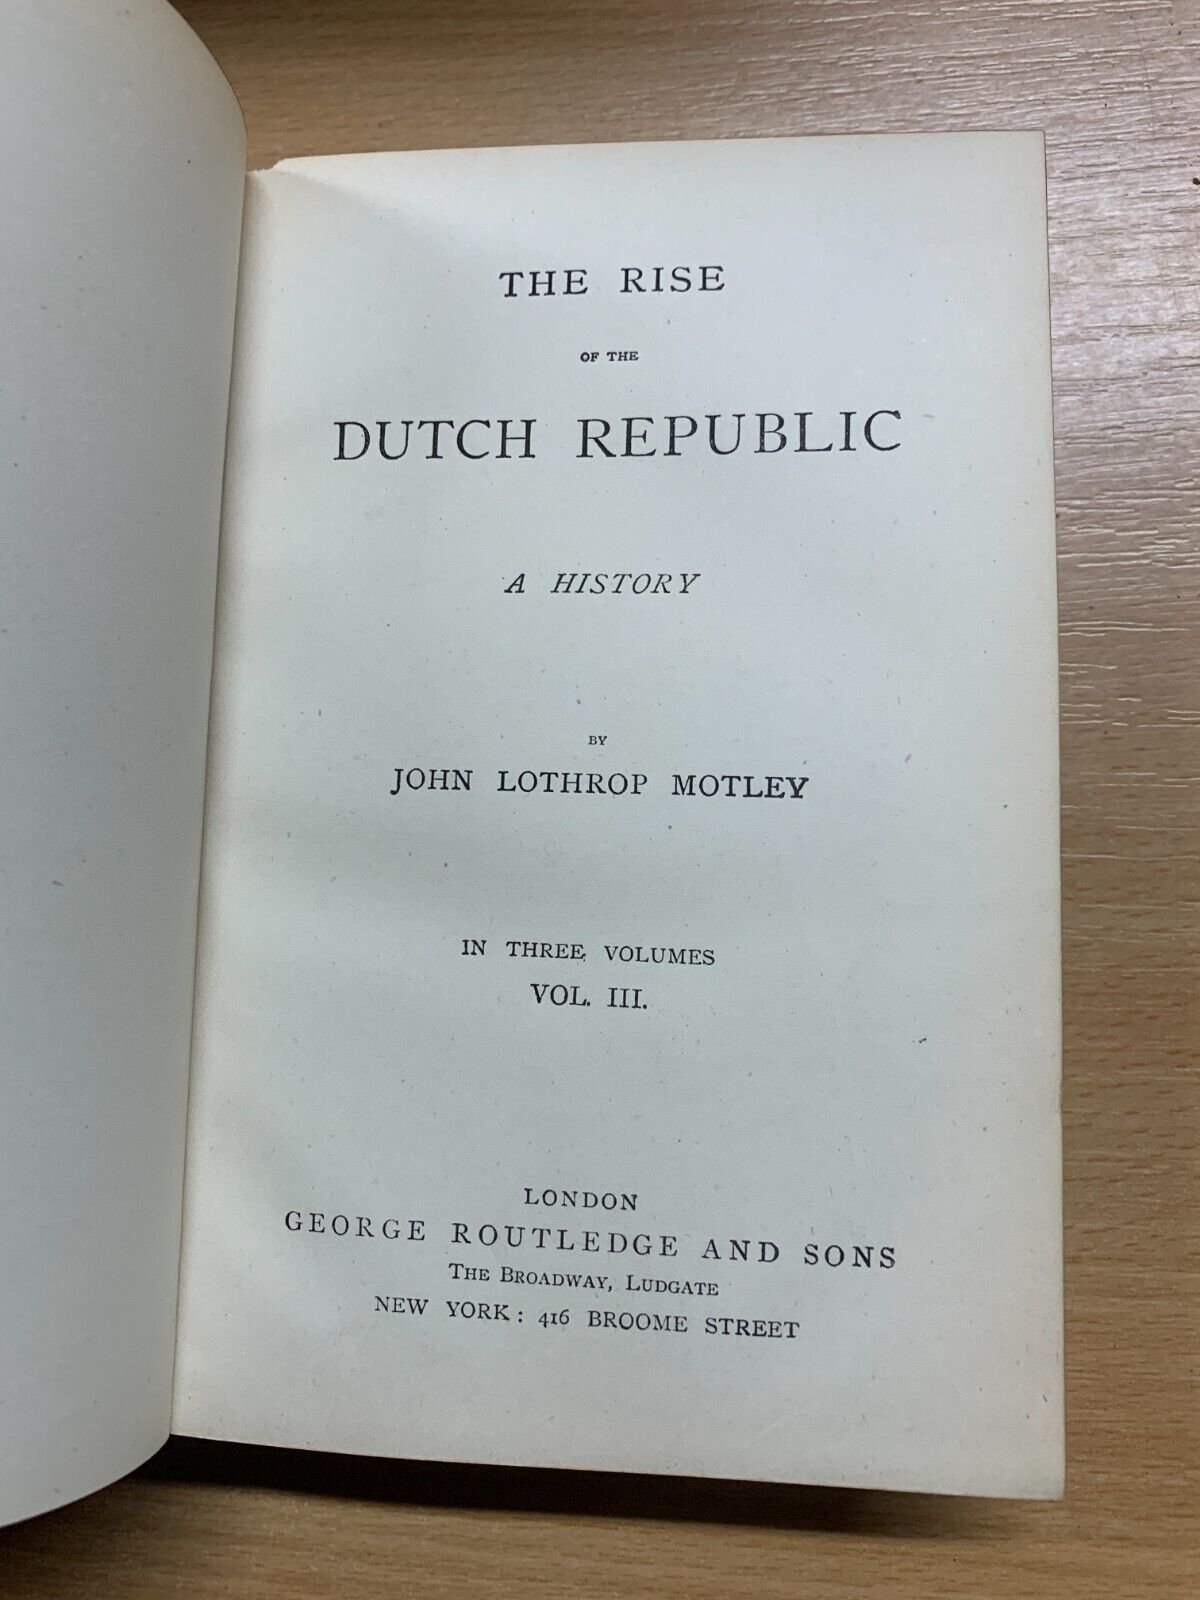 THE RISE
OF THE
DUTCH REPUBLIC
A HISTORY
BY
JOHN LOTHROP MOTLEY
IN THREE VOLUMES
VOL. III.
LONDON
GEORGE ROUTLEDGE AND SONS
THE BROADWAY, LUDGATE
NEW YORK: 416 BROOME STREET